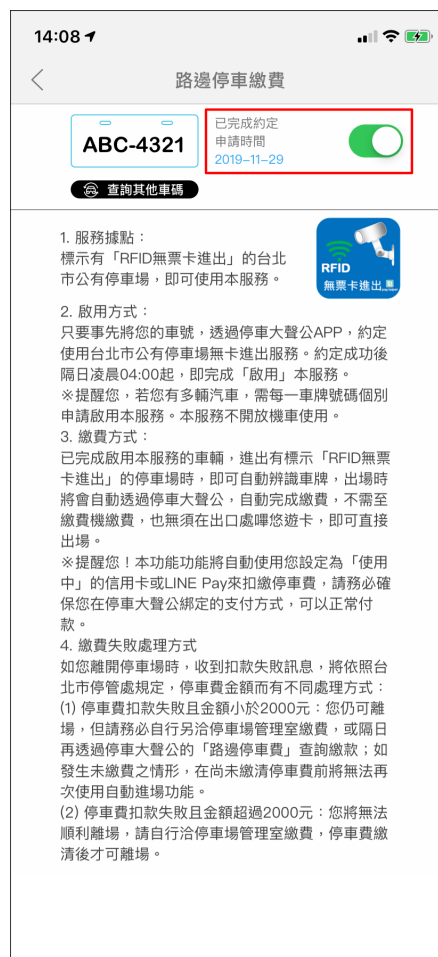 14:08
路邊停車繳費
ABC-4321
已完成約定
申請時間
2019-11-29
查詢其他車碼
1. 服務據點：
標示有「RFID無票卡進出」的台北
市公有停車場，即可使用本服務。
RFID
無票卡進出
2. 啟用方式：
只要事先將您的車號，透過停車大聲公APP，約定
使用台北市公有停車場無卡進出服務。約定成功後
隔日凌晨04:00起，即完成「啟用」本服務。
※提醒您，若您有多輛汽車，需每一車牌號碼個別
申請啟用本服務。本服務不開放機車使用。
3. 繳費方式：
已完成啟用本服務的車輛，進出有標示「RFID無票
卡進出」的停車場時，即可自動辨識車牌，出場時
將會自動透過停車大聲公，自動完成繳費，不需至
繳費機繳費，也無須在出口處嗶悠遊卡，即可直接
出場。
※提醒您！本功能功能將自動使用您設定為「使用
中」的信用卡或LINE Pay來扣繳停車費，請務必確
保您在停車大聲公綁定的支付方式，可以正常付
款。
4. 繳費失敗處理方式
如您離開停車場時，收到扣款失敗訊息，將依照台
北市停管處規定，停車費金額而有不同處理方式：
(1) 停車費扣款失敗且金額小於2000元：您仍可離
場，但請務必自行另洽停車場管理室繳費，或隔日
再透過停車大聲公的「路邊停車費」查詢繳款；如
發生未繳費之情形，在尚未繳清停車費前將無法再
次使用自動進場功能。
(2) 停車費扣款失敗且金額超過2000元：您將無法
順利離場，請自行洽停車場管理室繳費，停車費繳
清後才可離場。